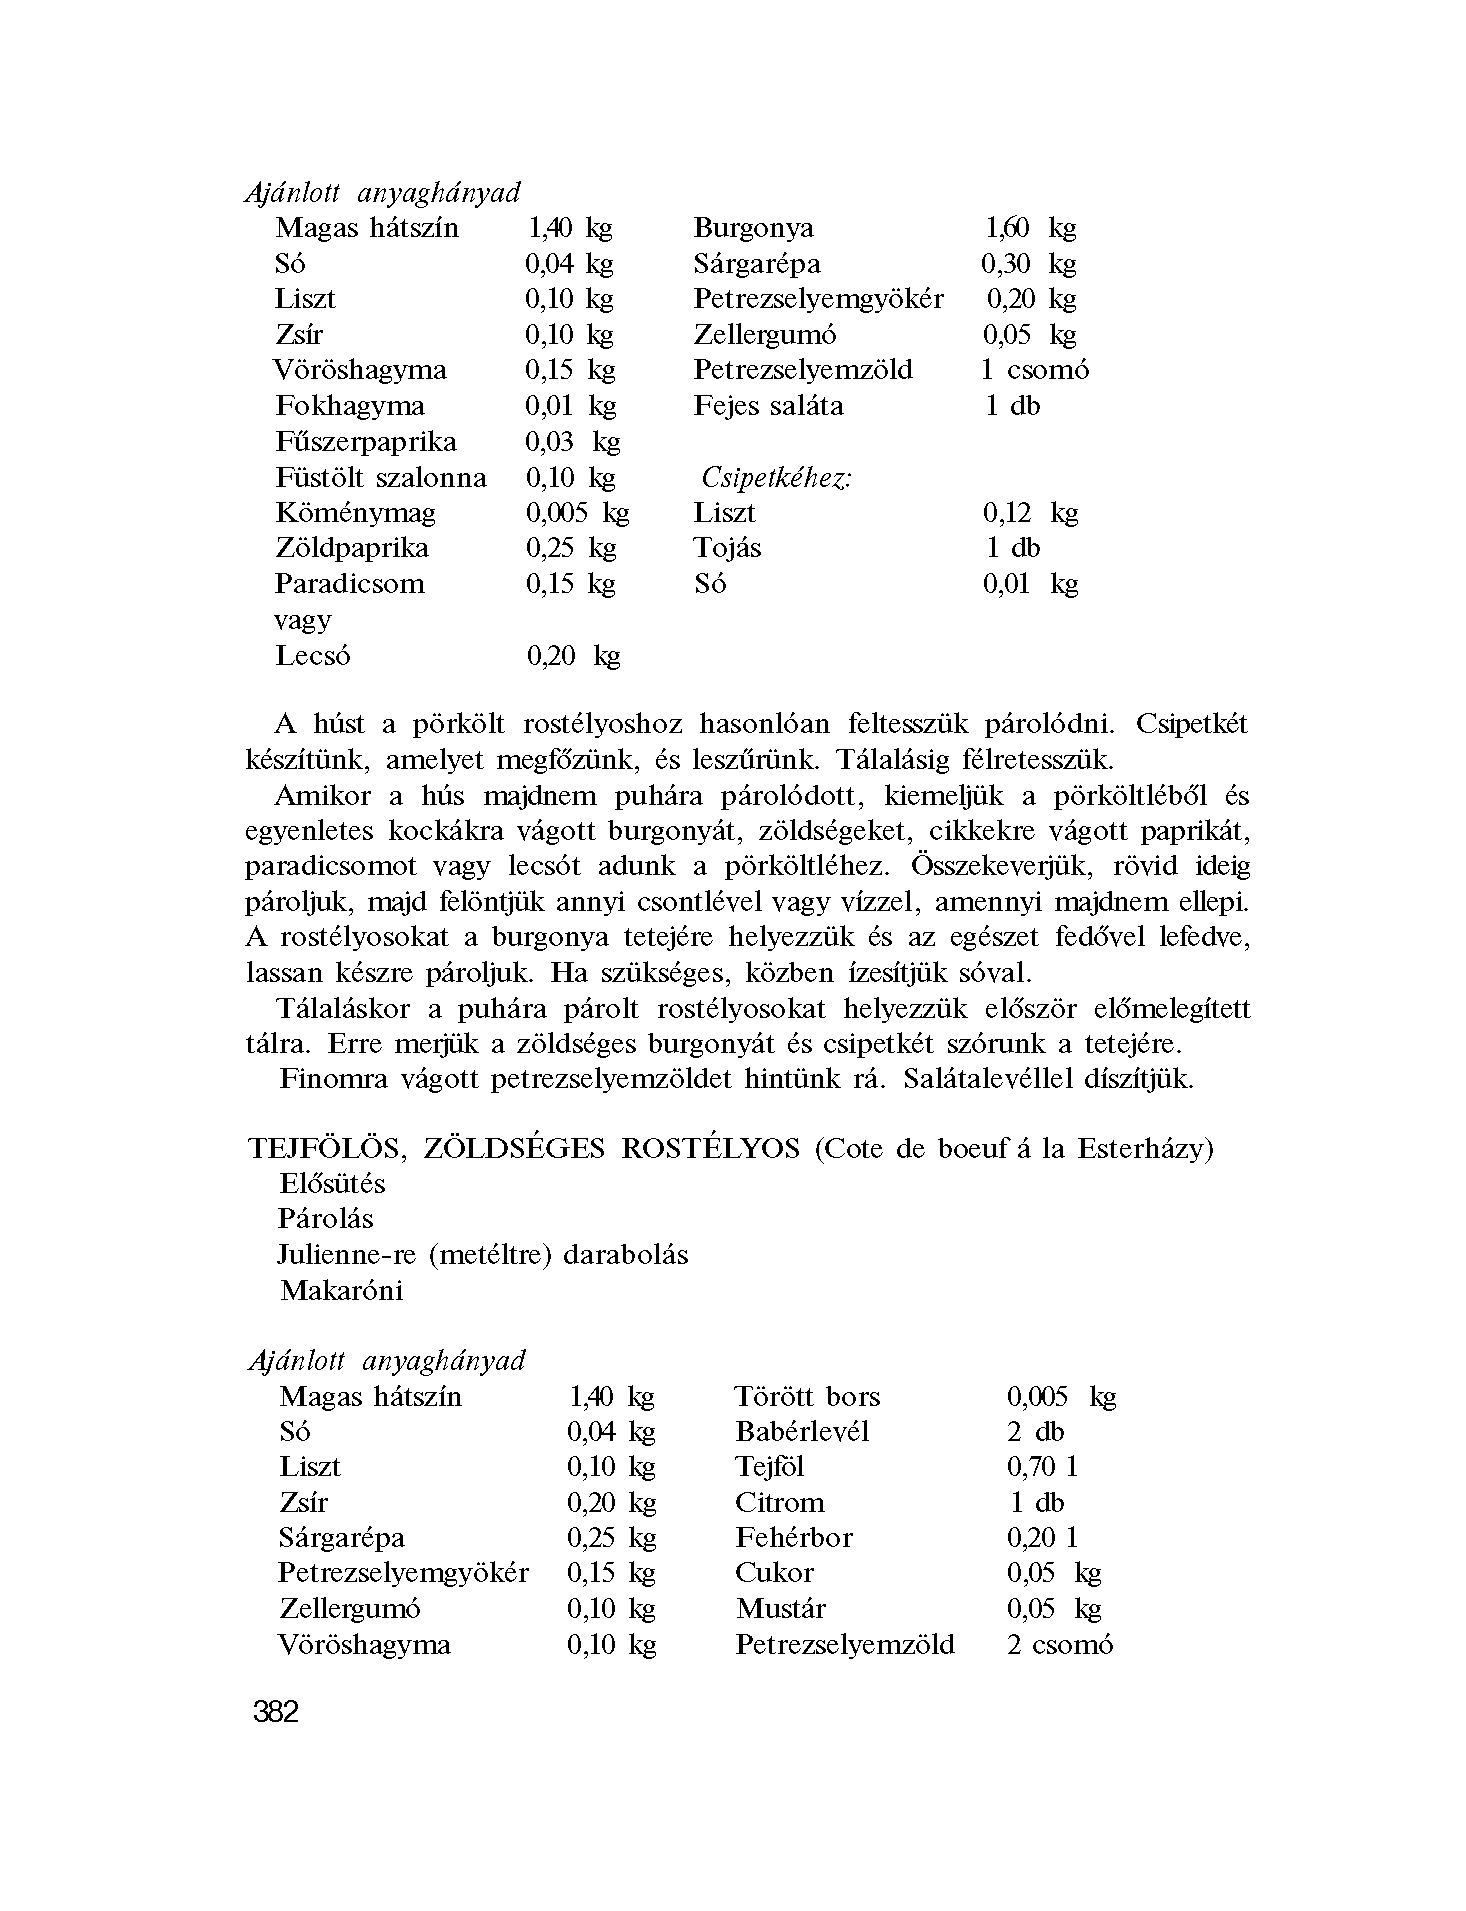 Ajánlott anyaghányad
Magas hátszín 1,40 kg Burgonya 1,60 kg
Só 0,04 kg Sárgarépa 0,30 kg
Liszt 0,10 kg Petrezselyemgyökér 0,20 kg
Zsír 0,10 kg Zellergumó 0,05 kg
Vöröshagyma 0,15 kg Petrezselyemzöld 1 csomó
Fokhagyma 0,01 kg Fejes saláta 1 db
Fűszerpaprika 0,03 kg
Füstölt szalonna 0,10 kg Csipetkéhez:
Köménymag 0,005 kg Liszt 0,12 kg
Zöldpaprika 0,25 kg Tojás 1 db
Paradicsom 0,15 kg Só 0,01 kg
vagy
Lecsó 0,20 kg
A húst a pörkölt rostélyoshoz hasonlóan feltesszük párolódni. Csipetkét
készítünk, amelyet megfőzünk, és leszűrünk. Tálalásig félretesszük.
Amikor a hús majdnem puhára párolódott, kiemeljük a pörköltléből és
egyenletes kockákra vágott burgonyát, zöldségeket, cikkekre vágott paprikát,
paradicsomot vagy lecsót adunk a pörköltléhez. Összekeverjük, rövid ideig
pároljuk, majd felöntjük annyi csontlével vagy vízzel, amennyi majdnem ellepi.
A rostélyosokat a burgonya tetejére helyezzük és az egészet fedővel lefedve,
lassan készre pároljuk. Ha szükséges, közben ízesítjük sóval.
Tálaláskor a puhára párolt rostélyosokat helyezzük először előmelegített
tálra. Erre merjük a zöldséges burgonyát és csipetkét szórunk a tetejére.
Finomra vágott petrezselyemzöldet hintünk rá. Salátalevéllel díszítjük.
TEJFÖLÖS, ZÖLDSÉGES ROSTÉLYOS (Cote de boeuf á la Esterházy)
Elősütés
Párolás
Julienne-re (metéltre) darabolás
Makaróni
Ajánlott anyaghányad
Magas hátszín 1,40 kg Törött bors 0,005 kg
Só 0,04 kg Babérlevél 2 db
Liszt 0,10 kg Tejföl 0,70 l
Zsír 0,20 kg Citrom 1 db
Sárgarépa 0,25 kg Fehérbor 0,20 l
Petrezselyemgyökér 0,15 kg Cukor 0,05 kg
Zellergumó 0,10 kg Mustár 0,05 kg
Vöröshagyma 0,10 kg Petrezselyemzöld 2 csomó
382